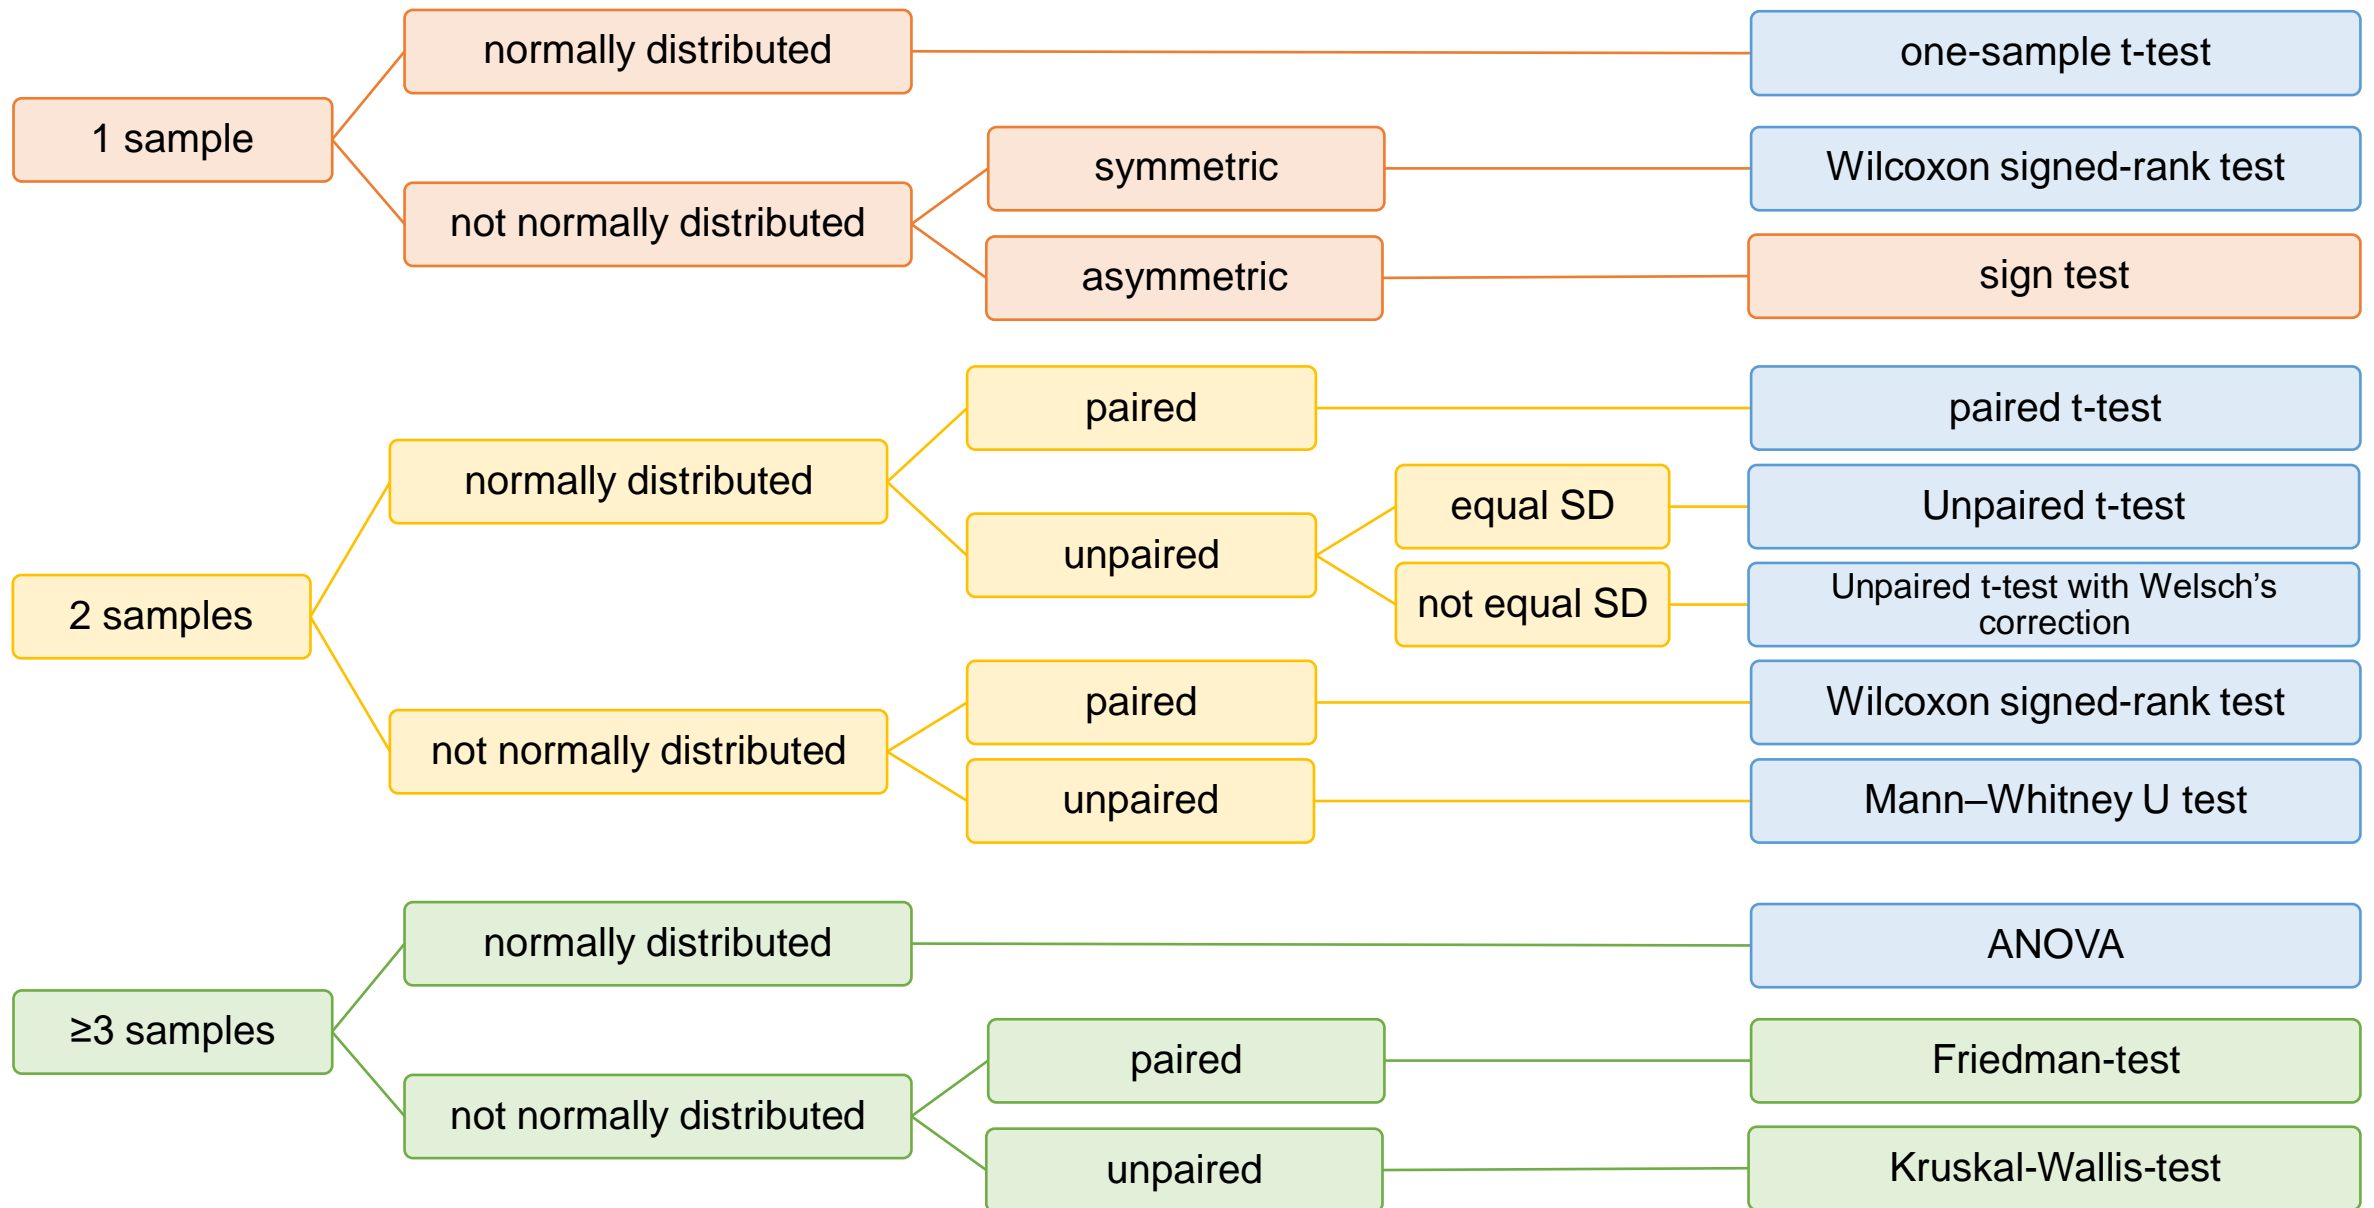 normally distributed
one-sample t-test
1 sample
symmetric
Wilcoxon signed-rank test
not normally distributed
asymmetric
sign test
paired
paired t-test
normally distributed
equal SD
Unpaired t-test
unpaired
not equal SD
Unpaired t-test with Welsch’s
correction
2 samples
paired
Wilcoxon signed-rank test
not normally distributed
unpaired
Mann–Whitney U test
normally distributed
ANOVA
≥3 samples
paired
Friedman-test
not normally distributed
unpaired
Kruskal-Wallis-test